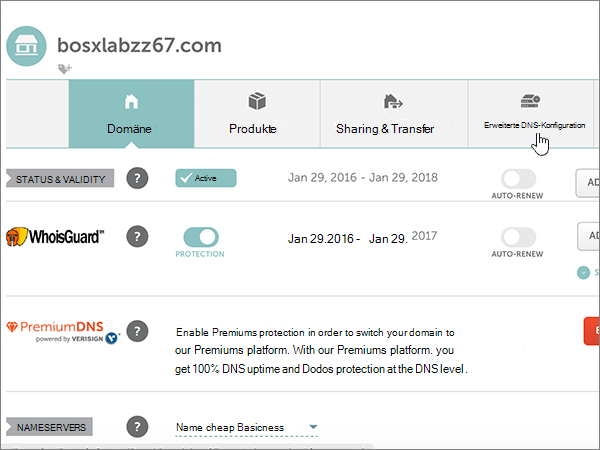 bosxlabzz67.com
Domäne
Produkte
Sharing & Transfer
Erweiterte DNS-Konfiguration
STATUS & VALIDITY
?
Active
Jan 29, 2016 - Jan 29, 2018
AUTO-RENEW
AD
WhoisGuard
?
PROTECTION
Jan 29.2016 - Jan 29. 2017
AUTO-RENEW
AD
S
PremiumDNS
powered by VERISIGN
?
Enable Premiums protection in order to switch your domain to
our Premiums platform. With our Premiums platform. you
get 100% DNS uptime and Dodos protection at the DNS level.
NAMESERVERS
?
Name cheap Basicness